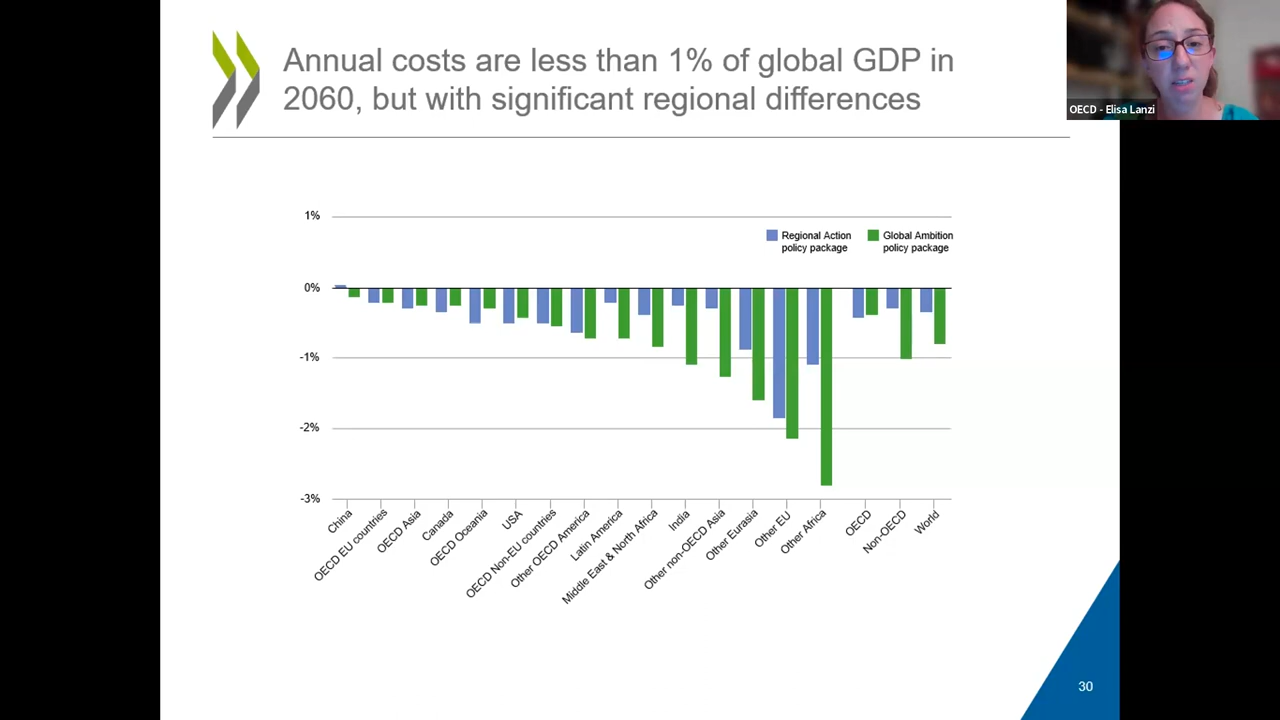 Annual costs are less than 1% of global GDP in
2060, but with significant regional differences
OECD - Elisa Lanzi
1%
Regional Action
policy package
Global Ambition
policy package
0%
-1%
-2%
-3%
China
OECD EU countries
OECD Asia
Canada
OECD Oceania
USA
OECD Non-EU countries
Other OECD America
Latin America
Middle East & North Africa
India
Other non-OECD Asia
Other Eurasia
Other EU
Other Africa
OECD
Non-OECD
World
30